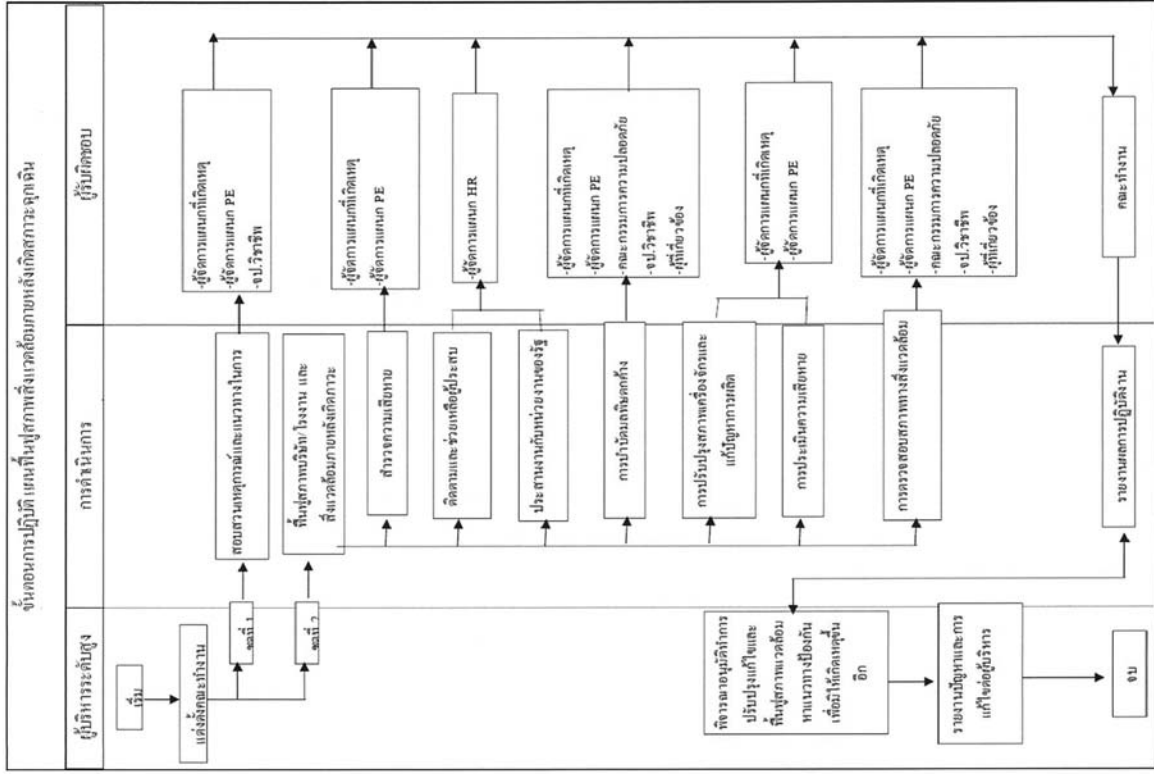 ขั้นตอนการปฏิบัติ แผนฟื้นฟูสภาพสิ่งแวดล้อมภายหลังเกิดสภาวะฉุกเฉิน
ผู้บริหารระดับสูง
การดำเนินการ
ผู้รับผิดชอบ
เริ่ม
แต่งตั้งคณะทำงาน
ชุดที่ 1
สอบสวนเหตุการณ์และแนวทางในการ
-ผู้จัดการแผนกที่เกิดเหตุ
-ผู้จัดการแผนก PE
-จป.วิชาชีพ
ชุดที่ 2
ฟื้นฟูสภาพบริษัท/โรงงาน และ
สิ่งแวดล้อมภายหลังเกิดภาวะ
สำรวจความเสียหาย
-ผู้จัดการแผนกที่เกิดเหตุ
-ผู้จัดการแผนก PE
ติดตามและช่วยเหลือผู้ประสบ
ประสานงานกับหน่วยงานของรัฐ
-ผู้จัดการแผนก HR
การบำบัดมลพิษตกค้าง
-ผู้จัดการแผนกที่เกิดเหตุ
-ผู้จัดการแผนก PE
-คณะกรรมการความปลอดภัย
-จป.วิชาชีพ
-ผู้ที่เกี่ยวข้อง
การปรับปรุงสภาพเครื่องจักรและ
แก้ปัญหาการผลิต
การประเมินความเสียหาย
-ผู้จัดการแผนกที่เกิดเหตุ
-ผู้จัดการแผนก PE
การตรวจสอบสภาพทางสิ่งแวดล้อม
-ผู้จัดการแผนกที่เกิดเหตุ
-ผู้จัดการแผนก PE
-คณะกรรมการความปลอดภัย
-จป.วิชาชีพ
-ผู้ที่เกี่ยวข้อง
คณะทำงาน
รายงานผลการปฏิบัติงาน
พิจารณาอนุมัติทำการ
ปรับปรุงแก้ไขและ
ฟื้นฟูสภาพแวดล้อม
หาแนวทางป้องกัน
เพื่อมิให้เกิดเหตุขึ้น
อีก
รายงานปัญหาและการ
แก้ไขต่อผู้บริหาร
จบ